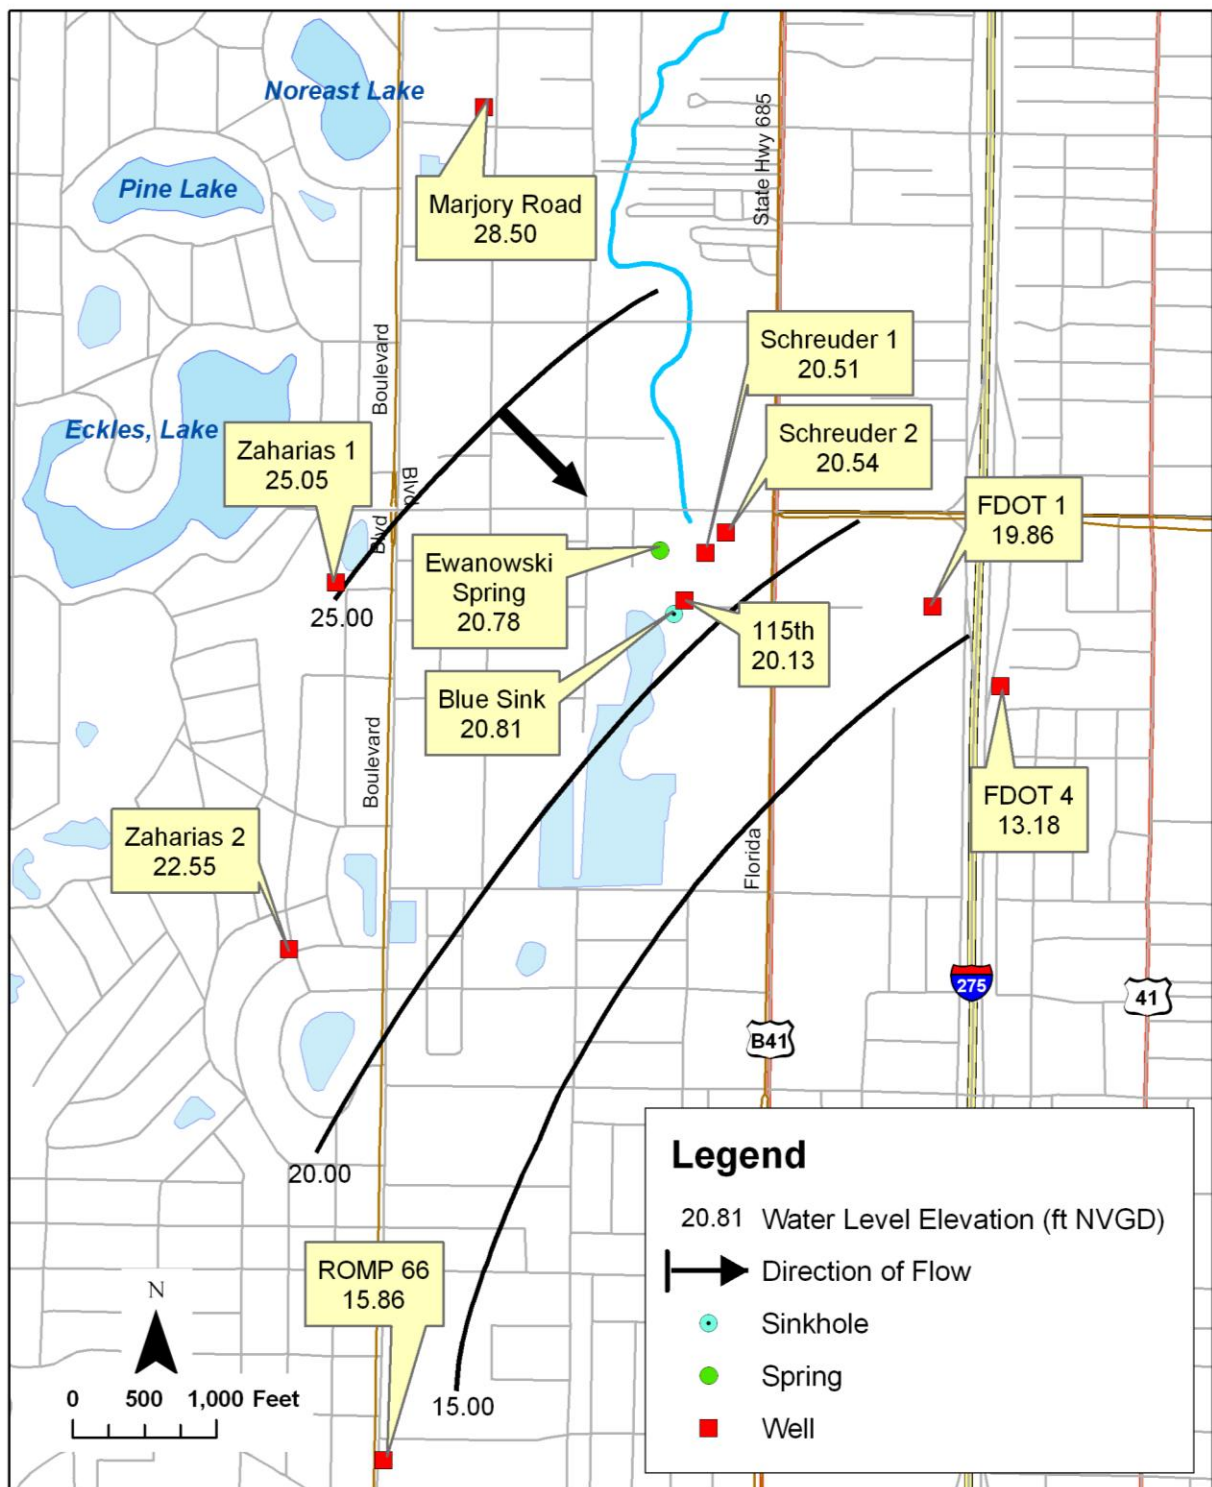 Noreast Lake
Pine Lake
Marjory Road
28.50
State Hwy 685
Boulevard
Schreuder 1
20.51
Eckles, Lake
Zaharias 1
25.05
Schreuder 2
20.54
Blvd
Blvd
FDOT 1
19.86
Ewanowski
Spring
20.78
25.00
115th
20.13
Blue Sink
20.81
Boulevard
FDOT 4
13.18
Zaharias 2
22.55
Florida
275
41
B41
20.00
Legend
20.81 Water Level Elevation (ft NVGD)
Direction of Flow
Sinkhole
Spring
Well
ROMP 66
15.86
N
0 500 1,000 Feet
15.00